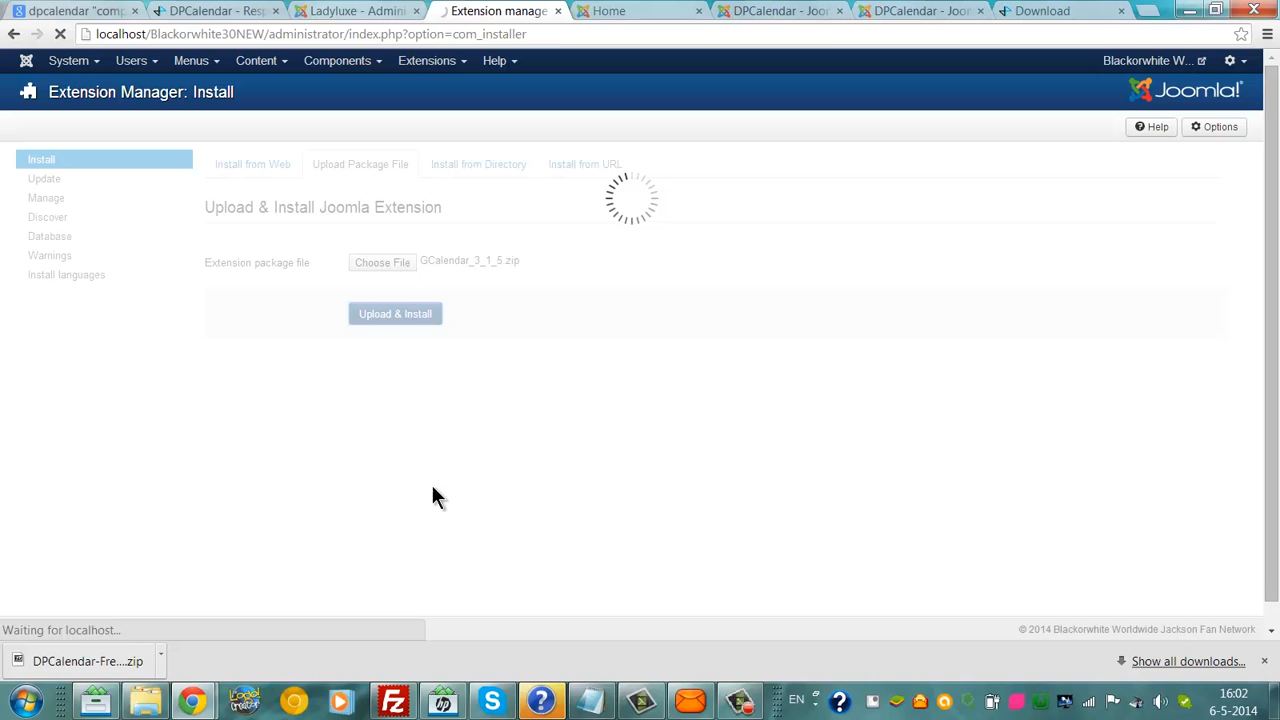 dpcalendar "comp
DPCalendar - Resp
Ladyluxe - Admini
Extension manage
Home
DPCalendar - Joo
DPCalendar - Joo
Download
localhost/Blackorwhite30NEW/administrator/index.php?option=com_installer
System Users Menus Content Components Extensions Help Blackorwhite W...
Extension Manager: Install Joomla!
Help Options
Install
Update
Manage
Discover
Database
Warnings
Install languages
Install from Web Upload Package File Install from Directory Install from URL
Upload & Install Joomla Extension
Extension package file Choose File GCalendar_3_1_5.zip
Upload & Install
Waiting for localhost...
© 2014 Blackorwhite Worldwide Jackson Fan Network
DPCalendar-Fre....zip
Show all downloads...
EN
16:02
6-5-2014